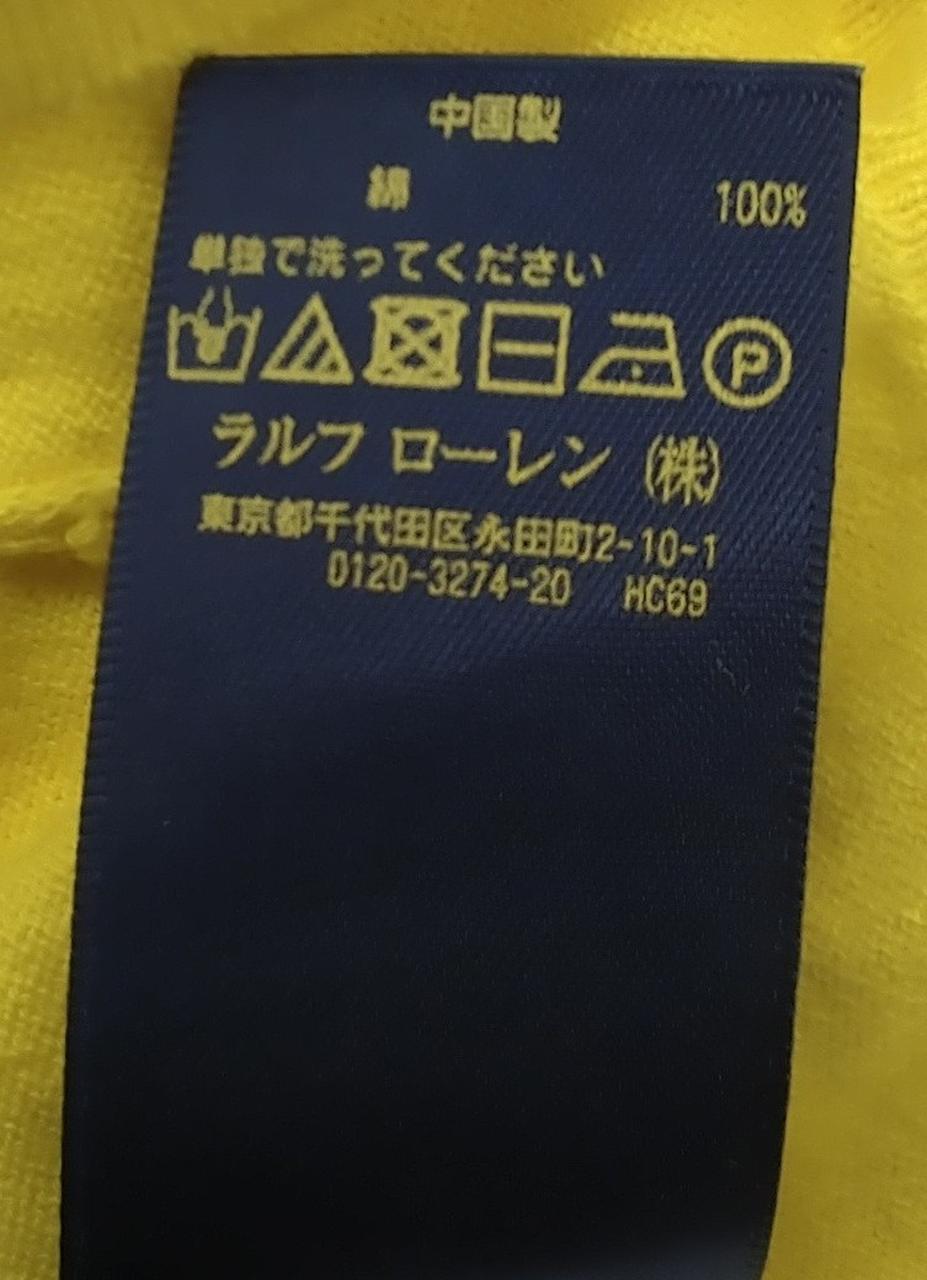 中国製
綿 100%
単独で洗ってください
P
ラルフ ローレン (株)
東京都千代田区永田町2-10-1
0120-3274-20 HC69